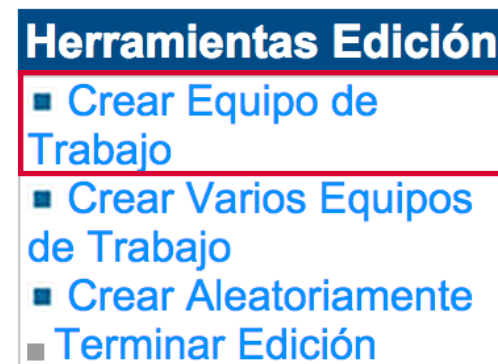 Herramientas Edición
Crear Equipo de
Trabajo
Crear Varios Equipos
de Trabajo
Crear Aleatoriamente
Terminar Edición